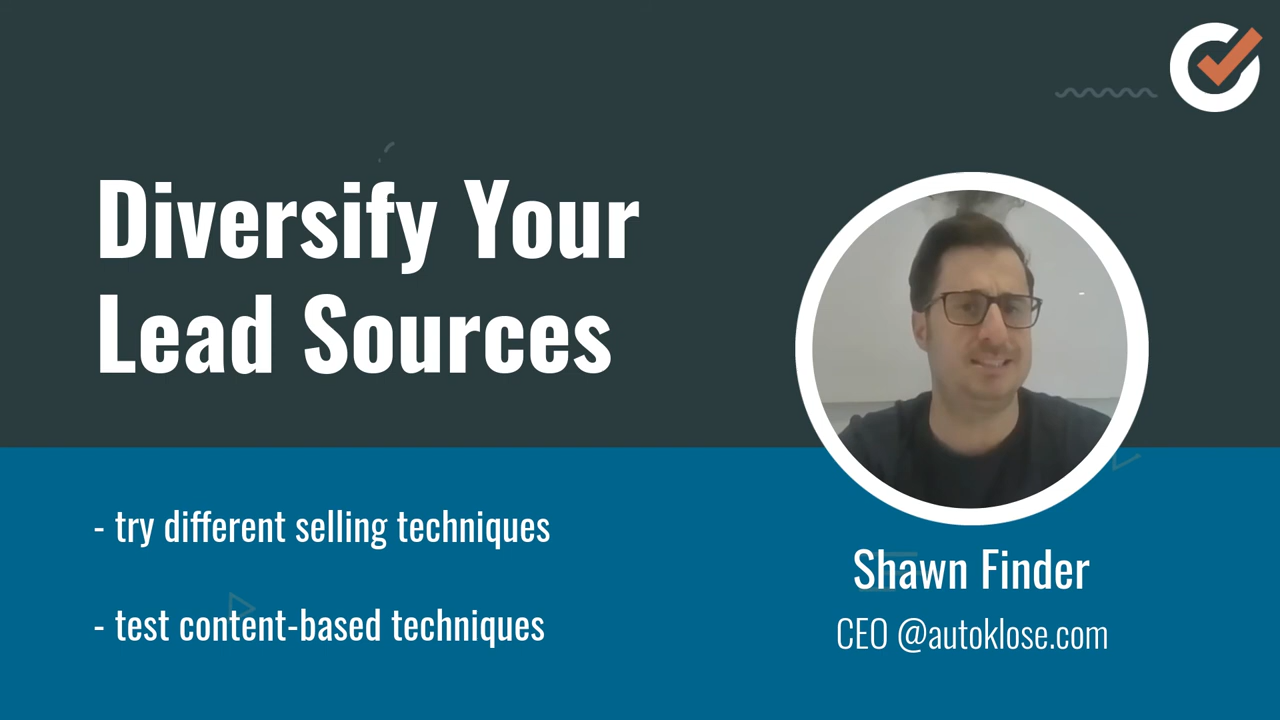 Diversify Your
Lead Sources
- try different selling techniques
- test content-based techniques
Shawn Finder
CEO @autoklose.com